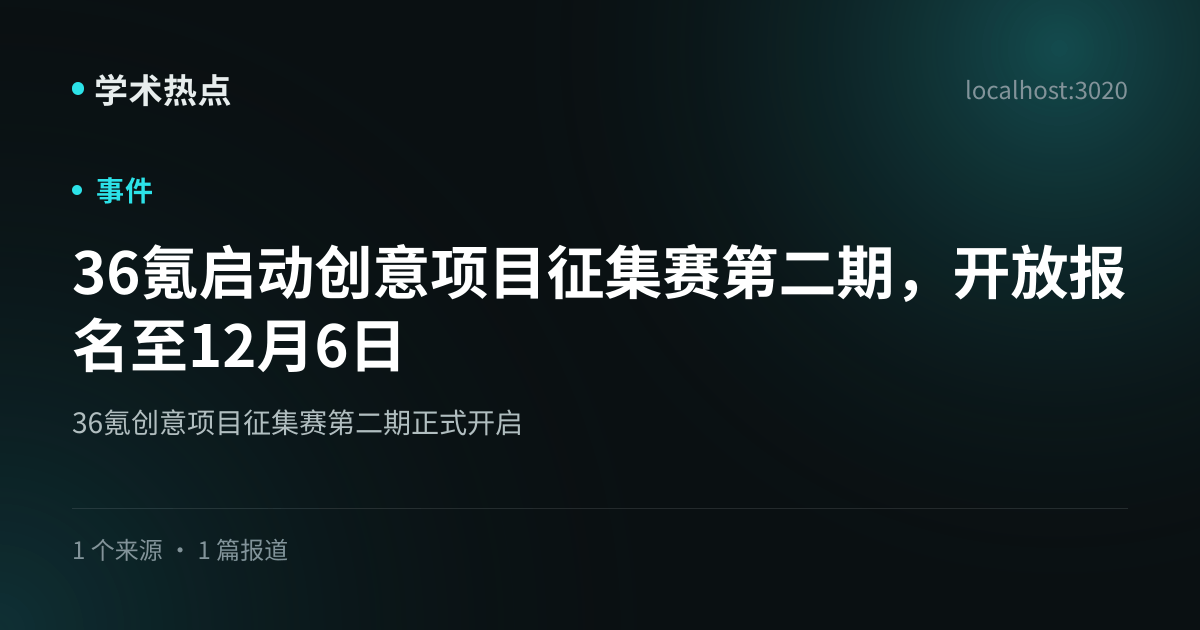 学术热点
localhost:3020
事件
36氪启动创意项目征集赛第二期，开放报
名至12月6日
36氪创意项目征集赛第二期正式开启
1 个来源 · 1 篇报道